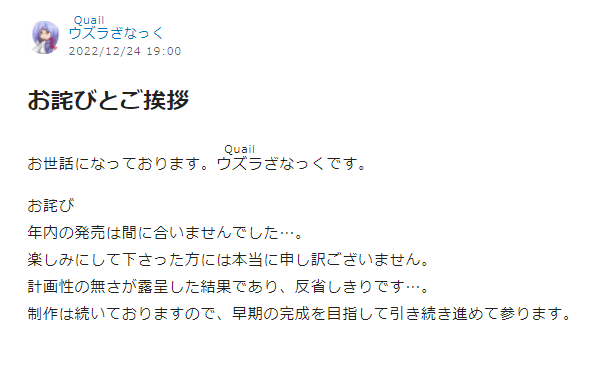 Quail
ウズラざなっく
2022/12/24 19:00
お詫びとご挨拶
Quail
お世話になっております。ウズラざなっくです。
お詫び
年内の発売は間に合いませんでした…。
楽しみにして下さった方には本当に申し訳ございません。
計画性の無さが露呈した結果であり、反省しきりです…。
制作は続いておりますので、早期の完成を目指して引き続き進めて参ります。